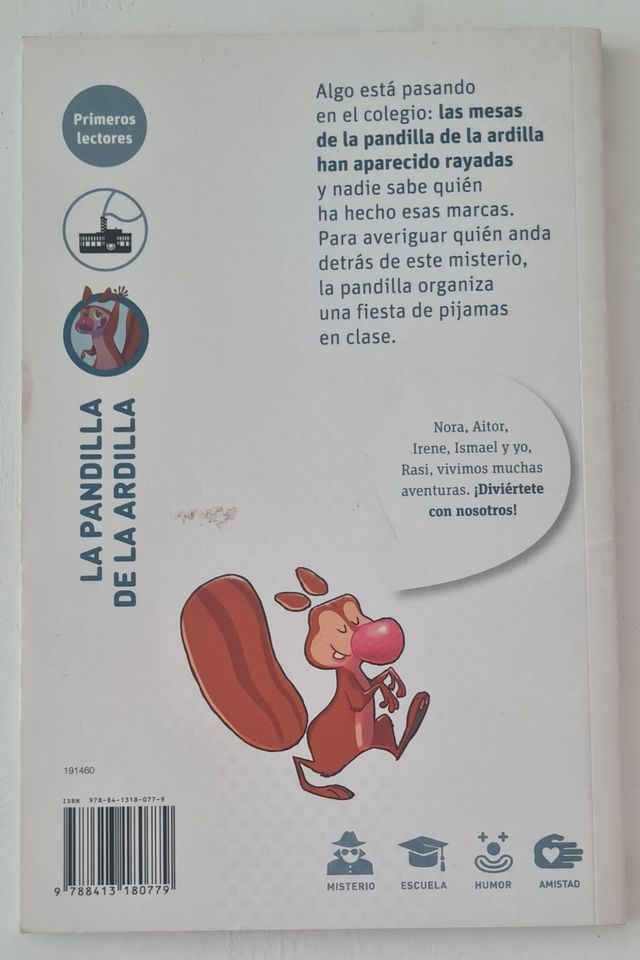 Primeros
lectores
LA PANDILLA
DE LA ARDILLA
Algo está pasando
en el colegio: las mesas
de la pandilla de la ardilla
han aparecido rayadas
y nadie sabe quién
ha hecho esas marcas.
Para averiguar quién anda
detrás de este misterio,
la pandilla organiza
una fiesta de pijamas
en clase.
Nora, Aitor,
Irene, Ismael y yo,
Rasi, vivimos muchas
aventuras. ¡Diviértete
con nosotros!
191460
ISBN 978-84-1318-077-9
9 788413 180779
MISTERIO
ESCUELA
HUMOR
AMISTAD